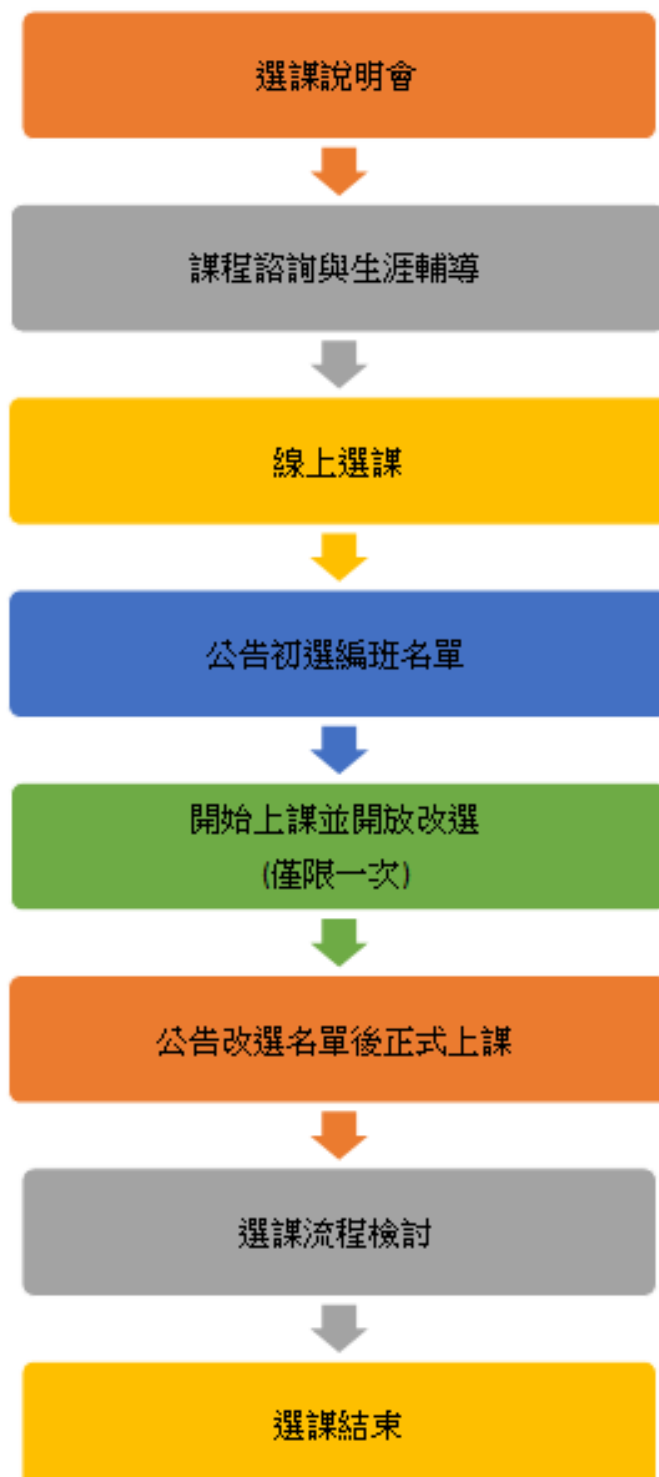 選課說明會
課程諮詢與生涯輔導
線上選課
公告初選編班名單
開始上課並開放改選
(僅限一次)
公告改選名單後正式上課
選課流程檢討
選課結束